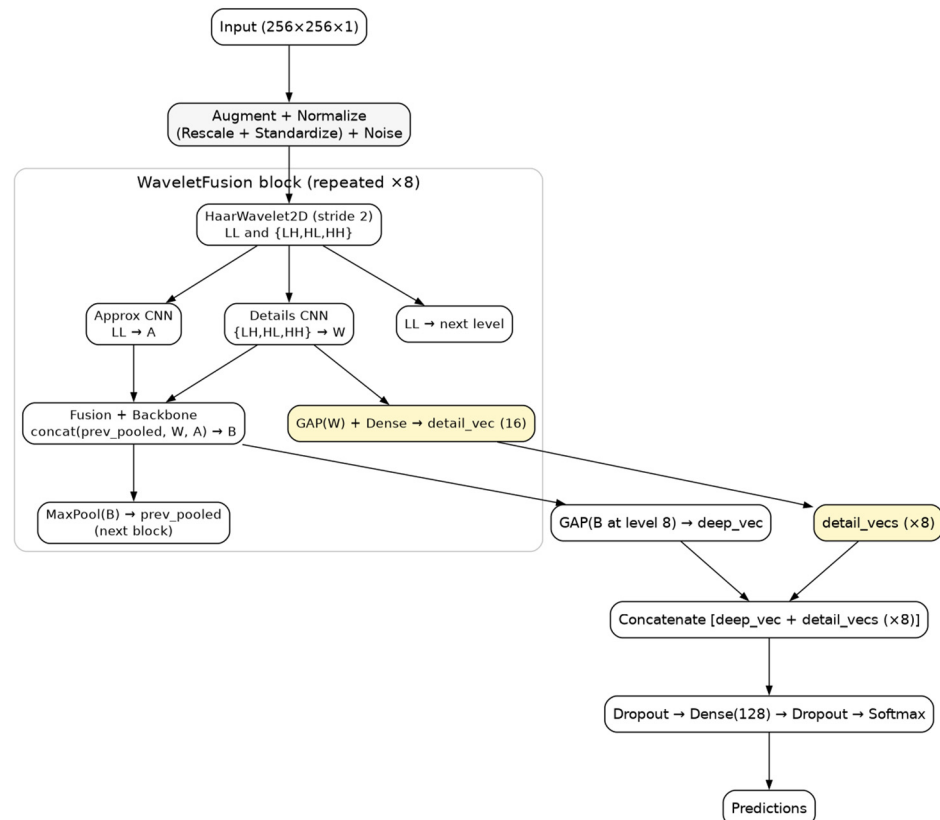 Input (256×256×1)
Augment + Normalize
(Rescale + Standardize) + Noise
WaveletFusion block (repeated ×8)
HaarWavelet2D (stride 2)
LL and {LH,HL,HH}
Approx CNN
LL → A
Details CNN
{LH,HL,HH} → W
LL → next level
Fusion + Backbone
concat(prev_pooled, W, A) → B
GAP(W) + Dense → detail_vec (16)
MaxPool(B) → prev_pooled
(next block)
GAP(B at level 8) → deep_vec
detail_vecs (×8)
Concatenate [deep_vec + detail_vecs (×8)]
Dropout → Dense(128) → Dropout → Softmax
Predictions